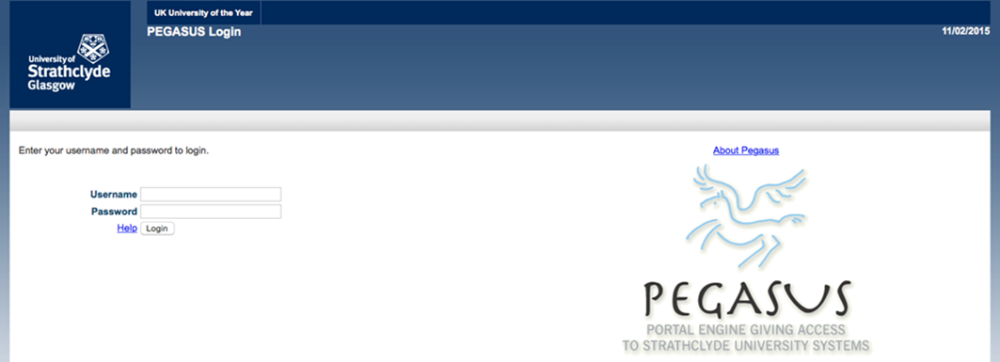 UK University of the Year
PEGASUS Login
11/02/2015
University of
Strathclyde
Glasgow
Enter your username and password to login.
Username
Password
Help
Login
About Pegasus
PEGASUS
PORTAL ENGINE GIVING ACCESS
TO STRATHCLYDE UNIVERSITY SYSTEMS